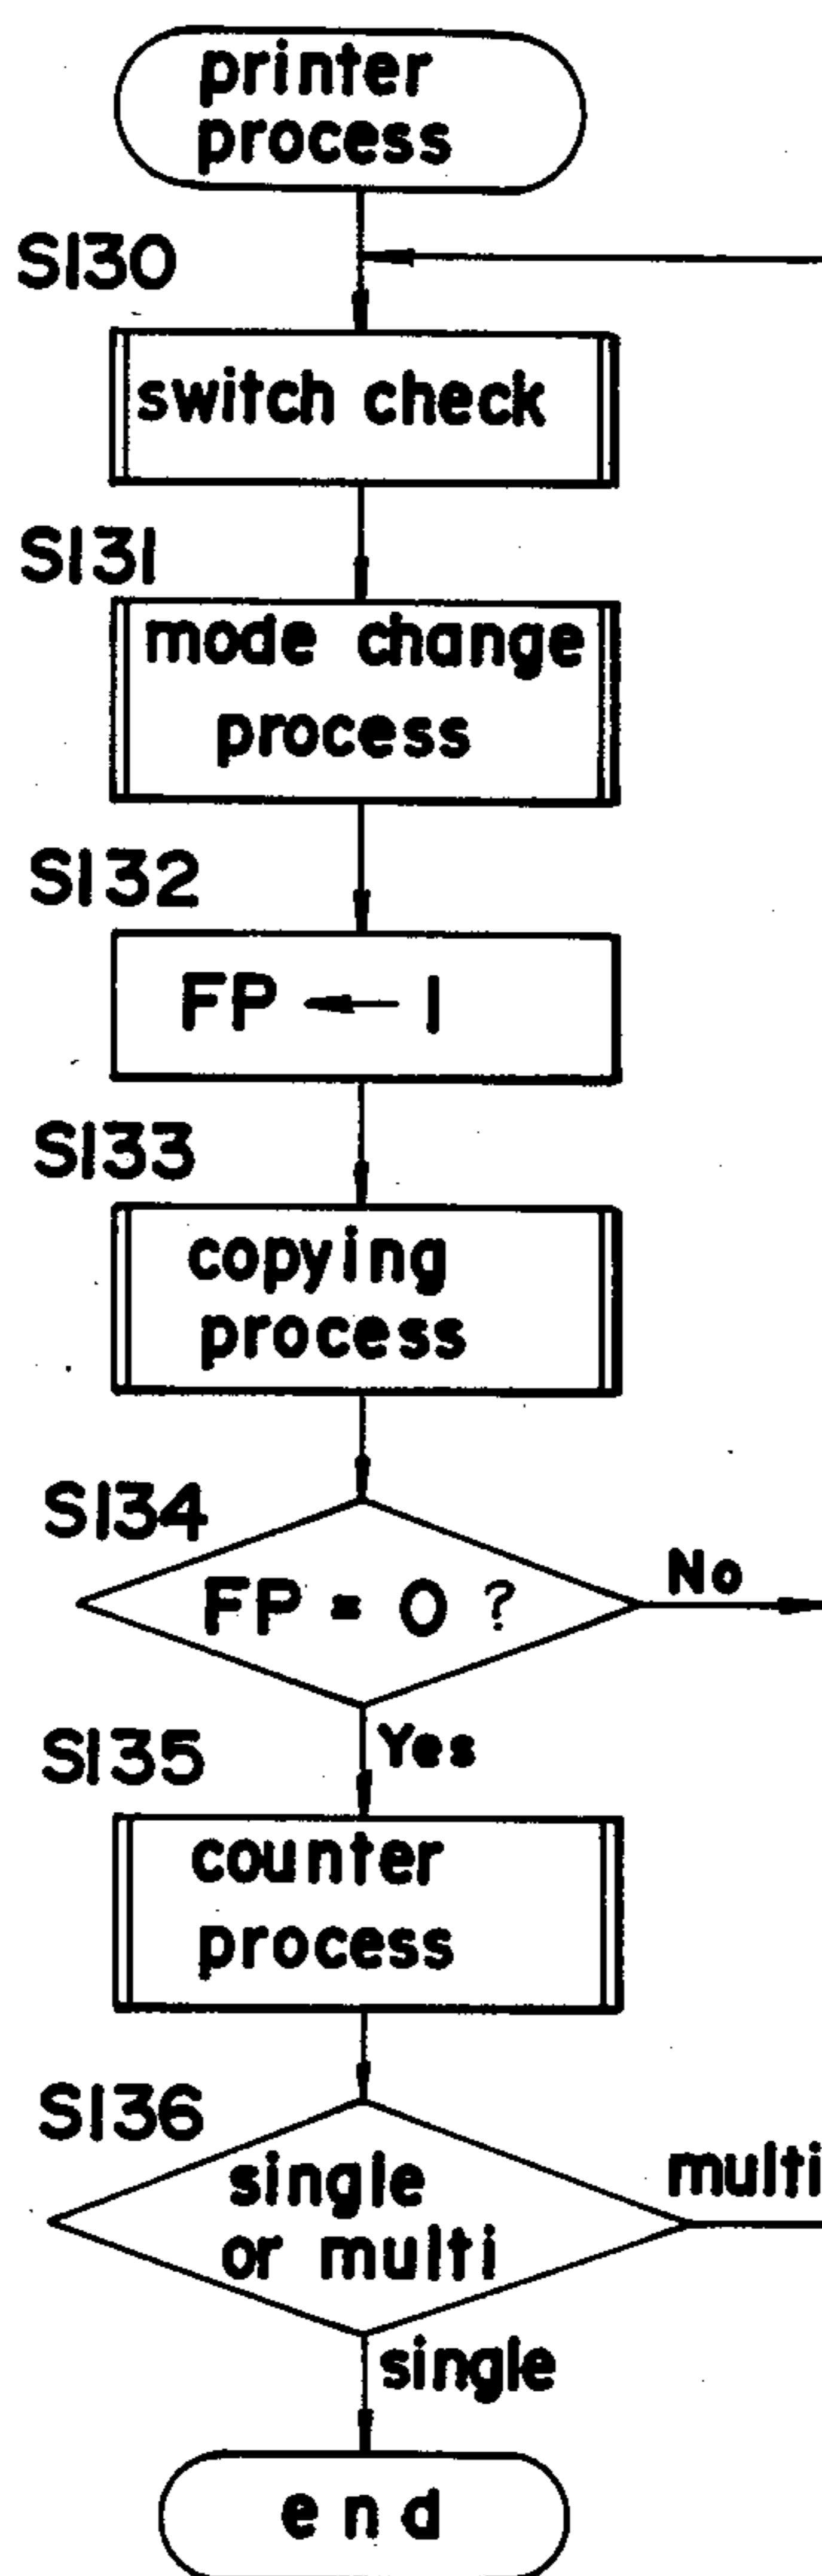 printer
process
S130
switch check
S131
mode change
process
S132
FP ← 1
S133
copying
process
S134
FP = 0 ?
No
Yes
S135
counter
process
S136
single
or multi
multi
single
end